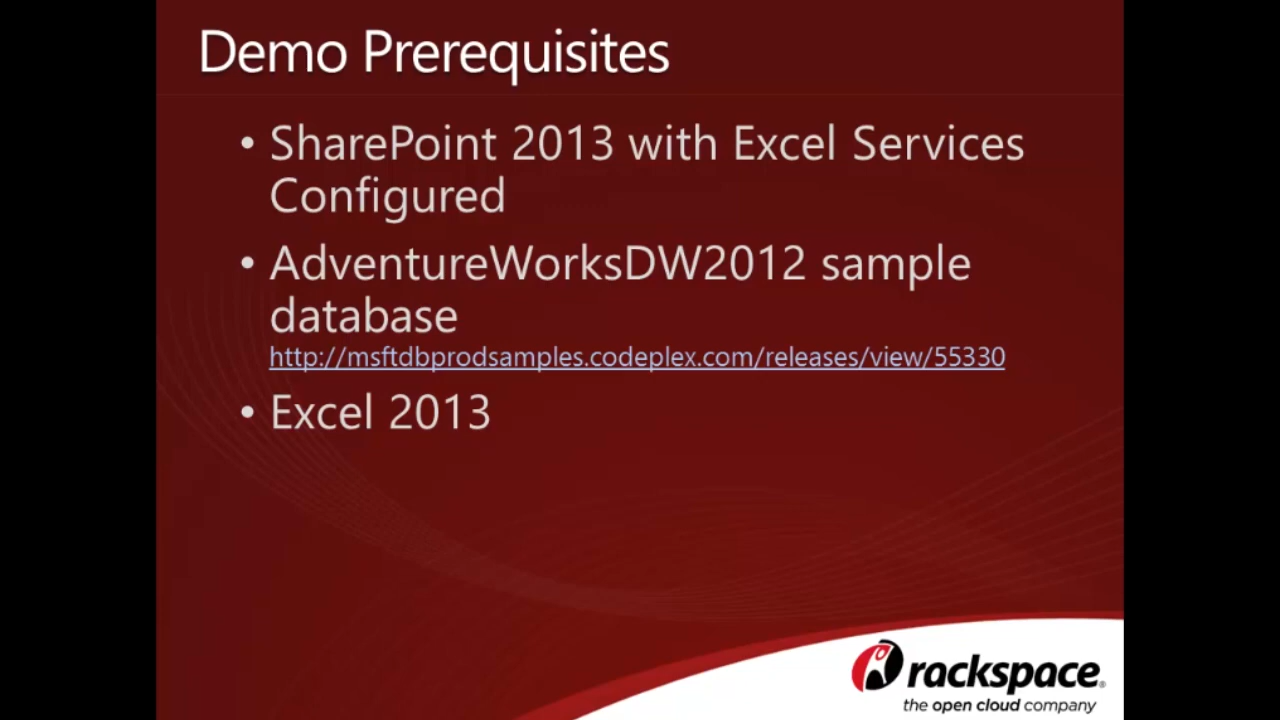 Demo Prerequisites
• SharePoint 2013 with Excel Services
Configured
• AdventureWorksDW2012 sample
database
http://msftdbprodsamples.codeplex.com/releases/view/55330
• Excel 2013
rackspace®
the open cloud company